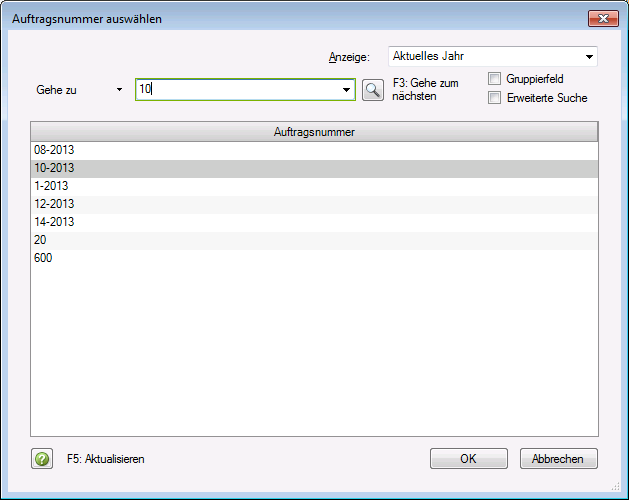 Auftragsnummer auswählen
Anzeige: Aktuelles Jahr
Gehe zu 10 F3: Gehe zum nächsten
Gruppierfeld
Erweiterte Suche
Auftragsnummer
08-2013
10-2013
1-2013
12-2013
14-2013
20
600
F5: Aktualisieren OK Abbrechen